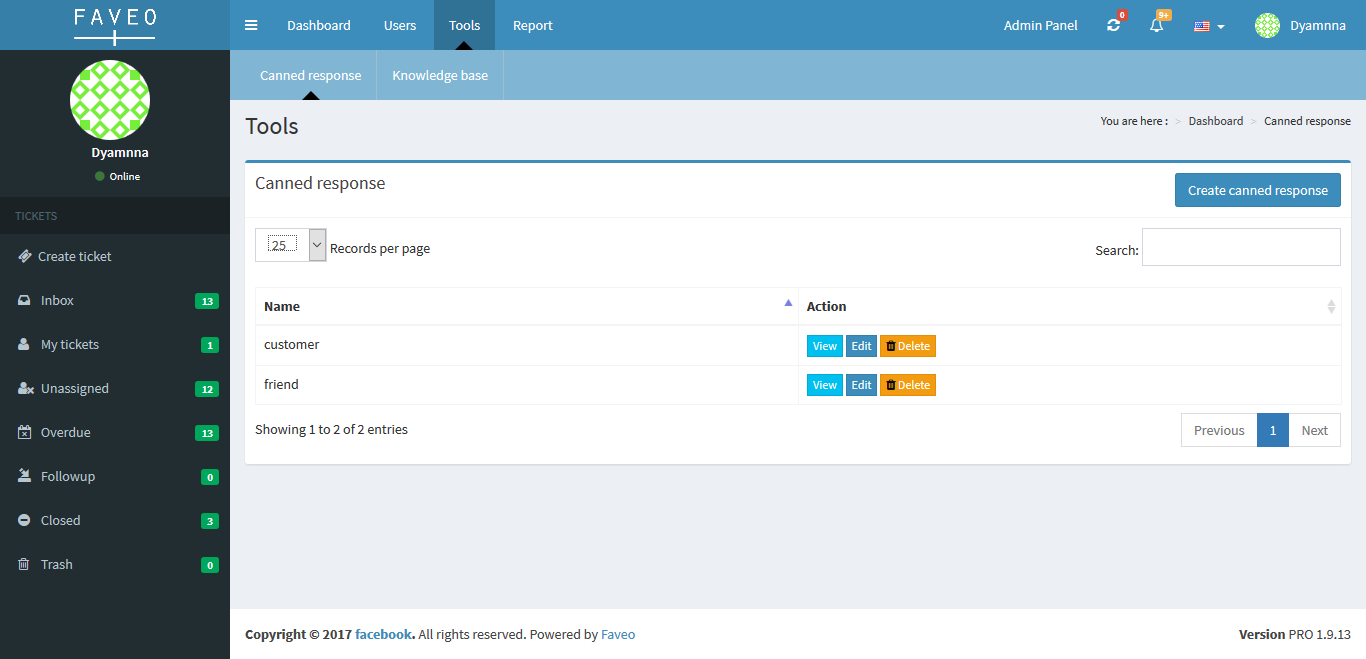 FAVEO
Dashboard Users Tools Report Admin Panel 0 9+ Dyamnna
Canned response Knowledge base
Dyamnna
Online
TICKETS
Create ticket
Inbox 13
My tickets 1
Unassigned 12
Overdue 13
Followup 0
Closed 3
Trash 0
Tools
You are here : > Dashboard > Canned response
Canned response
Create canned response
25 Records per page
Search:
Name Action
customer View Edit Delete
friend View Edit Delete
Showing 1 to 2 of 2 entries
Previous 1 Next
Copyright © 2017 facebook. All rights reserved. Powered by Faveo
Version PRO 1.9.13